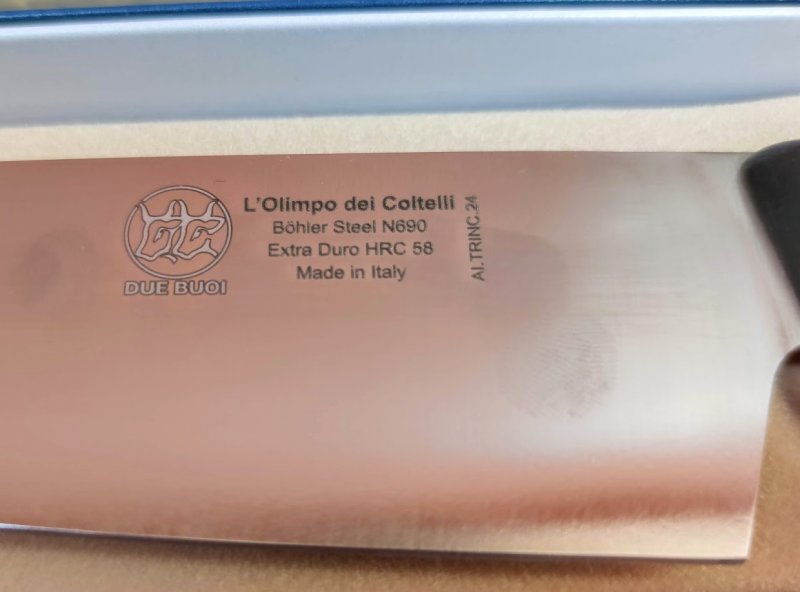 L'Olimpo dei Coltelli
Böhler Steel N690
Extra Duro HRC 58
Made in Italy
DUE BUOI
AI.TRINC.24